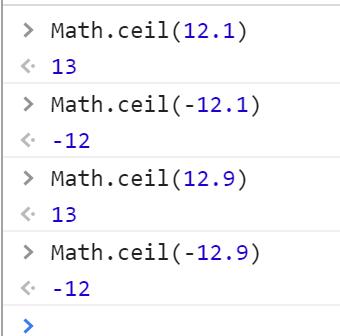 Math.ceil(12.1)
13
Math.ceil(-12.1)
-12
Math.ceil(12.9)
13
Math.ceil(-12.9)
-12